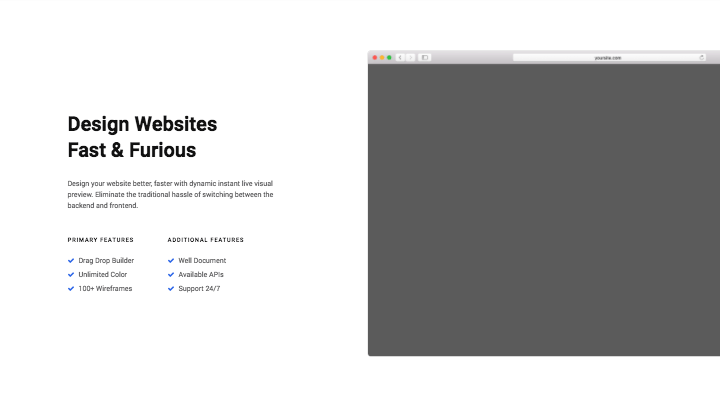 yoursite.com
Design Websites
Fast & Furious
Design your website better, faster with dynamic instant live visual
preview. Eliminate the traditional hassle of switching between the
backend and frontend.
PRIMARY FEATURES
Drag Drop Builder
Unlimited Color
100+ Wireframes
ADDITIONAL FEATURES
Well Document
Available APIs
Support 24/7